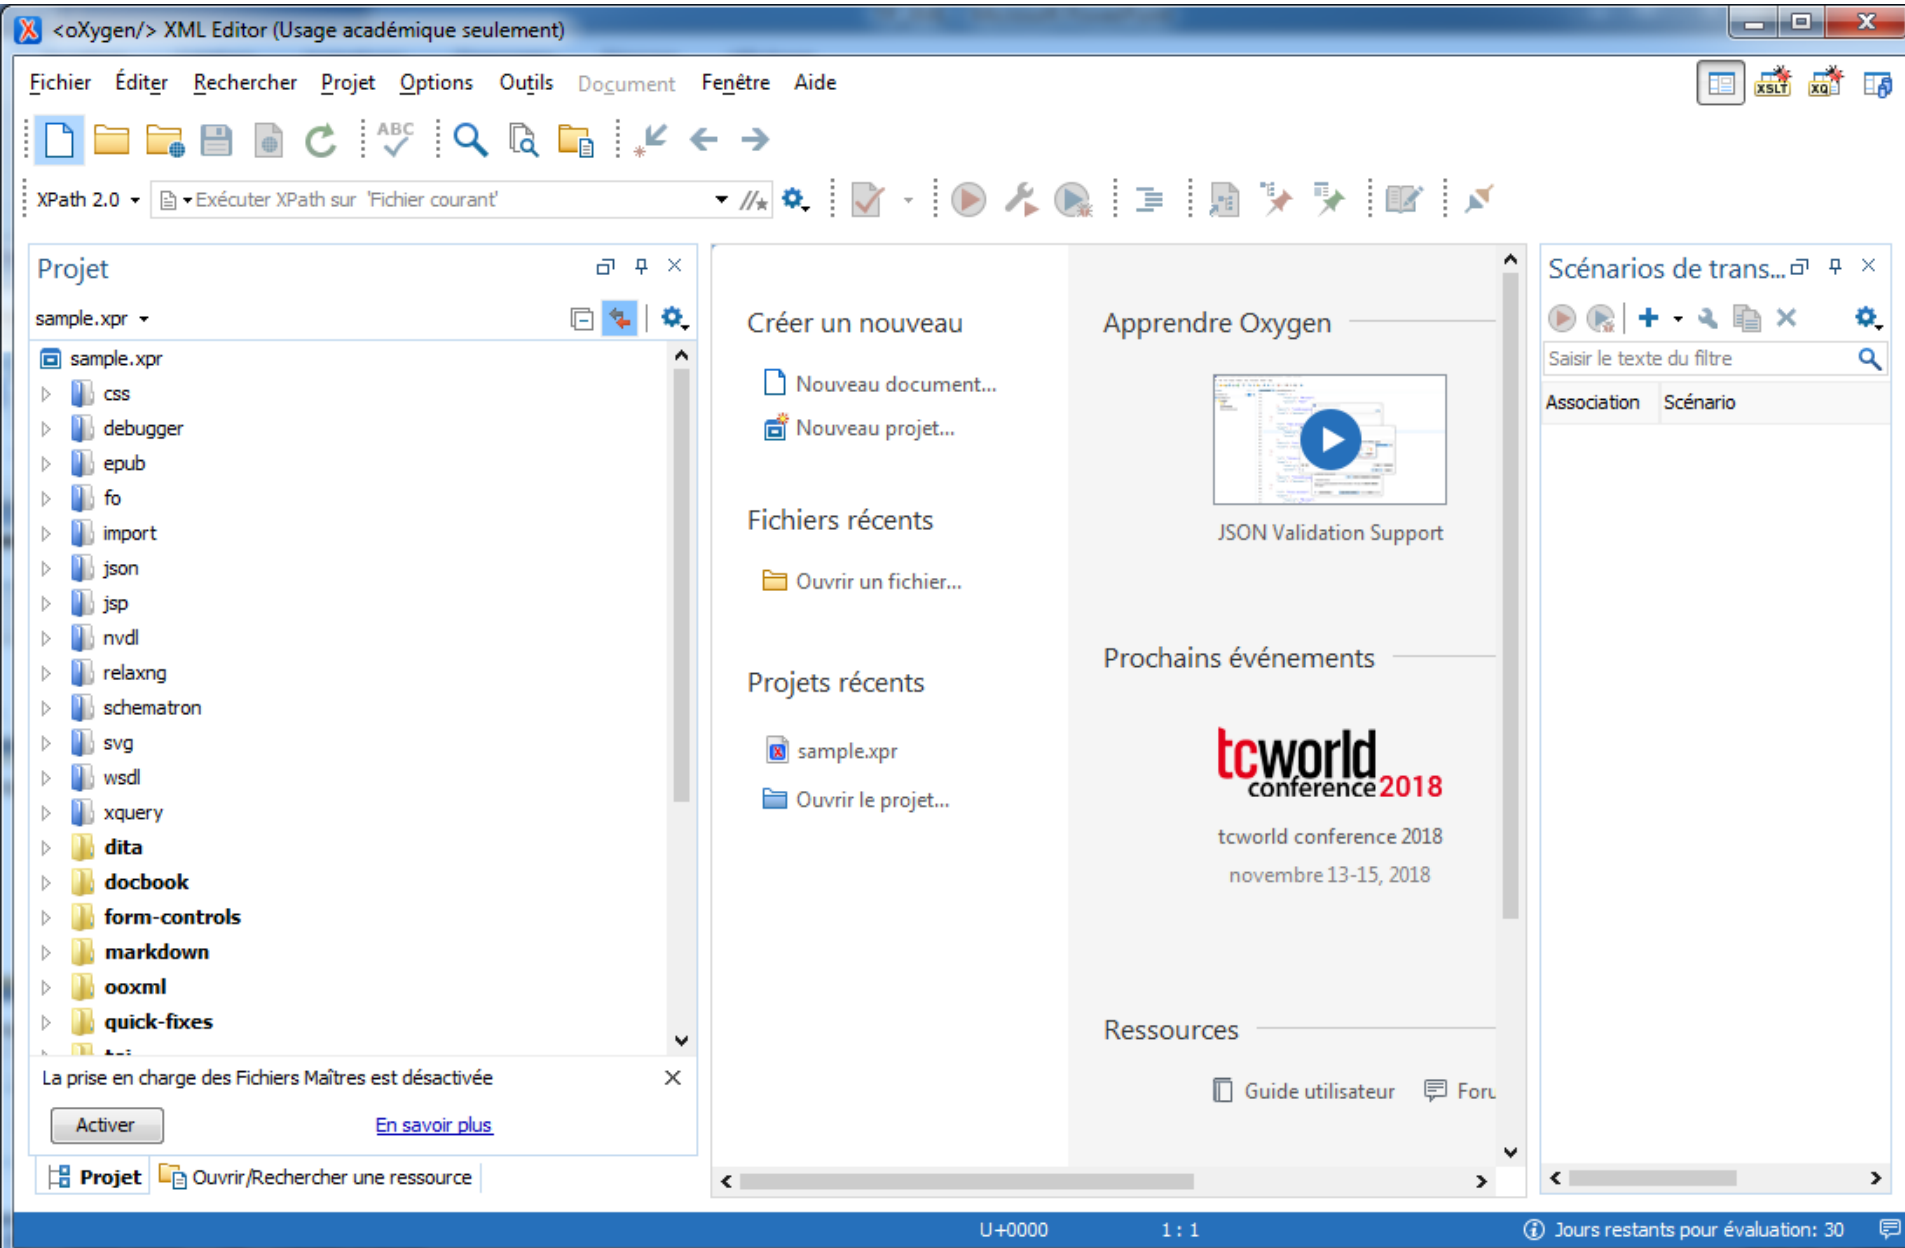 <oXygen/> XML Editor (Usage académique seulement)
Fichier Éditer Rechercher Projet Options Outils Document Fenêtre Aide
XSLT XQ
ABC
XPath 2.0 Exécuter XPath sur 'Fichier courant'
Projet
sample.xpr
sample.xpr
css
debugger
epub
fo
import
json
jsp
nvdl
relaxng
schematron
svg
wsdl
xquery
dita
docbook
form-controls
markdown
ooxml
quick-fixes
La prise en charge des Fichiers Maîtres est désactivée
Activer En savoir plus
Projet Ouvrir/Rechercher une ressource
Créer un nouveau
Nouveau document...
Nouveau projet...
Fichiers récents
Ouvrir un fichier...
Projets récents
sample.xpr
Ouvrir le projet...
Apprendre Oxygen
JSON Validation Support
Prochains événements
tcworld
conference 2018
tcworld conference 2018
novembre 13-15, 2018
Ressources
Guide utilisateur Foru
Scénarios de trans...
Saisir le texte du filtre
Association Scénario
U+0000 1 : 1 Jours restants pour évaluation: 30